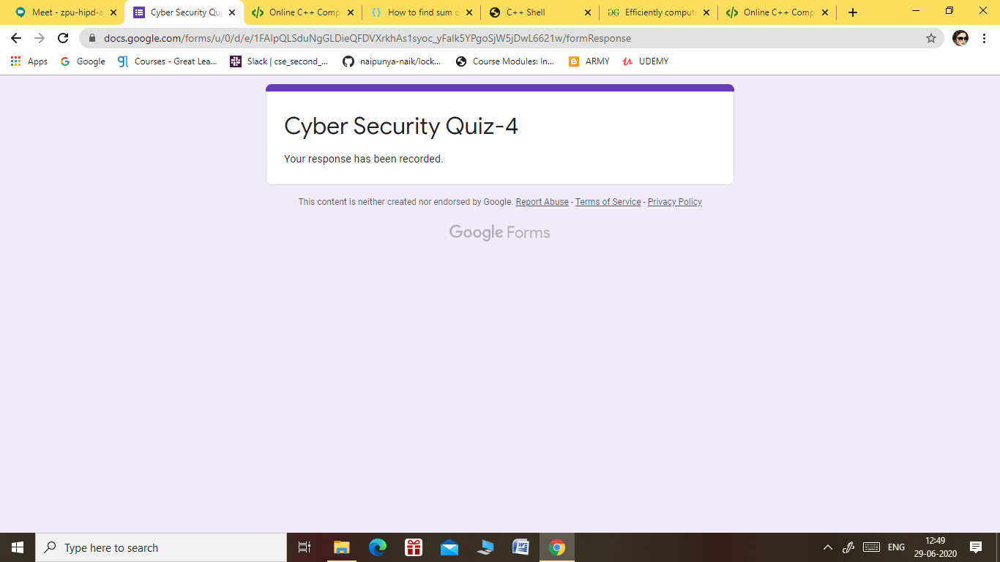 Meet - zpu-hipd-a
Cyber Security Qui
Online C++ Comp
How to find sum o
C++ Shell
Efficiently comput
Online C++ Comp
docs.google.com/forms/u/0/d/e/1FAIpQLSduNgGLDieQFDVXrkhAs1syoc_yFalk5YPgoSjW5jDwL6621w/formResponse
Apps
Google
Courses - Great Lea...
Slack | cse_second_...
naipunya-naik/lock...
Course Modules: In...
ARMY
UDEMY
Cyber Security Quiz-4
Your response has been recorded.
This content is neither created nor endorsed by Google. Report Abuse - Terms of Service - Privacy Policy
Google Forms
Type here to search
ENG
12:49
29-06-2020